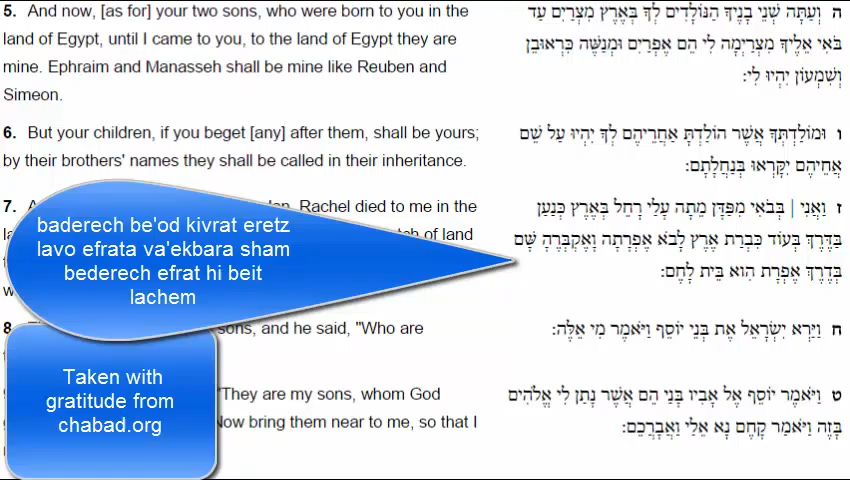 5. And now, [as for] your two sons, who were born to you in the
land of Egypt, until I came to you, to the land of Egypt they are
mine. Ephraim and Manasseh shall be mine like Reuben and
Simeon.
6. But your children, if you beget [any] after them, shall be yours;
by their brothers' names they shall be called in their inheritance.
7. Rachel died to me in the
of land
8. sons, and he said, "Who are
"They are my sons, whom God
Now bring them near to me, so that I
baderech be'od kivrat eretz
lavo efrata va'ekbara sham
bederech efrat hi beit
lachem
Taken with
gratitude from
chabad.org
ה וְעַתָּה שְׁנֵי בָנֶיךָ הַנּוֹלָדִים לְךָ בְּאֶרֶץ מִצְרַיִם עַד
בֹּאִי אֵלֶיךָ מִצְרַיְמָה לִי הֵם אֶפְרַיִם וּמְנַשֶּׁה כִּרְאוּבֵן
וְשִׁמְעוֹן יִהְיוּ לִי:
ו וּמוֹלַדְתְּךָ אֲשֶׁר הוֹלַדְתָּ אַחֲרֵיהֶם לְךָ יִהְיוּ עַל שֵׁם
אֲחֵיהֶם יִקָּרְאוּ בְּנַחֲלָתָם:
ז וַאֲנִי | בְּבֹאִי מִפַּדָּן מֵתָה עָלַי רָחֵל בְּאֶרֶץ כְּנַעַן
בַּדֶּרֶךְ בְּעוֹד כִּבְרַת אֶרֶץ לָבֹא אֶפְרָתָה וָאֶקְבְּרֶהָ שָּׁם
בְּדֶרֶךְ אֶפְרָת הִוא בֵּית לָחֶם:
ח וַיַּרְא יִשְׂרָאֵל אֶת בְּנֵי יוֹסֵף וַיֹּאמֶר מִי אֵלֶּה:
ט וַיֹּאמֶר יוֹסֵף אֶל אָבִיו בָּנַי הֵם אֲשֶׁר נָתַן לִי אֱלֹהִים
בָּזֶה וַיֹּאמַר קָחֶם נָא אֵלַי וַאֲבָרֲכֵם: